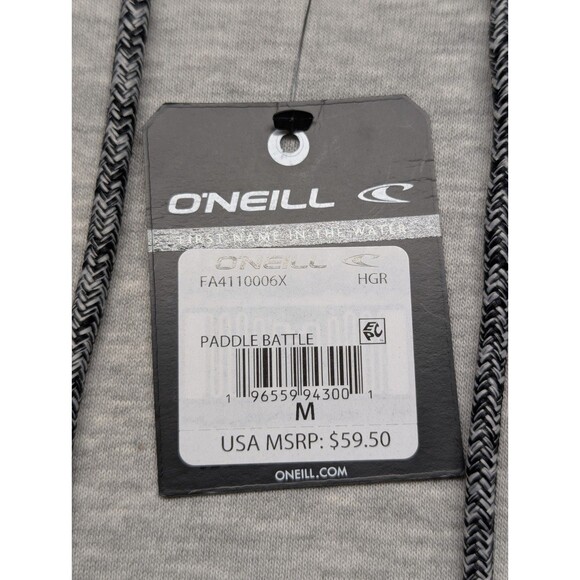 O'NEILL
FIRST NAME IN THE WATER
O'NEILL
FA4110006X HGR
PADDLE BATTLE EPC
1 96559 94300 1
M
USA MSRP: $59.50
ONEILL.COM